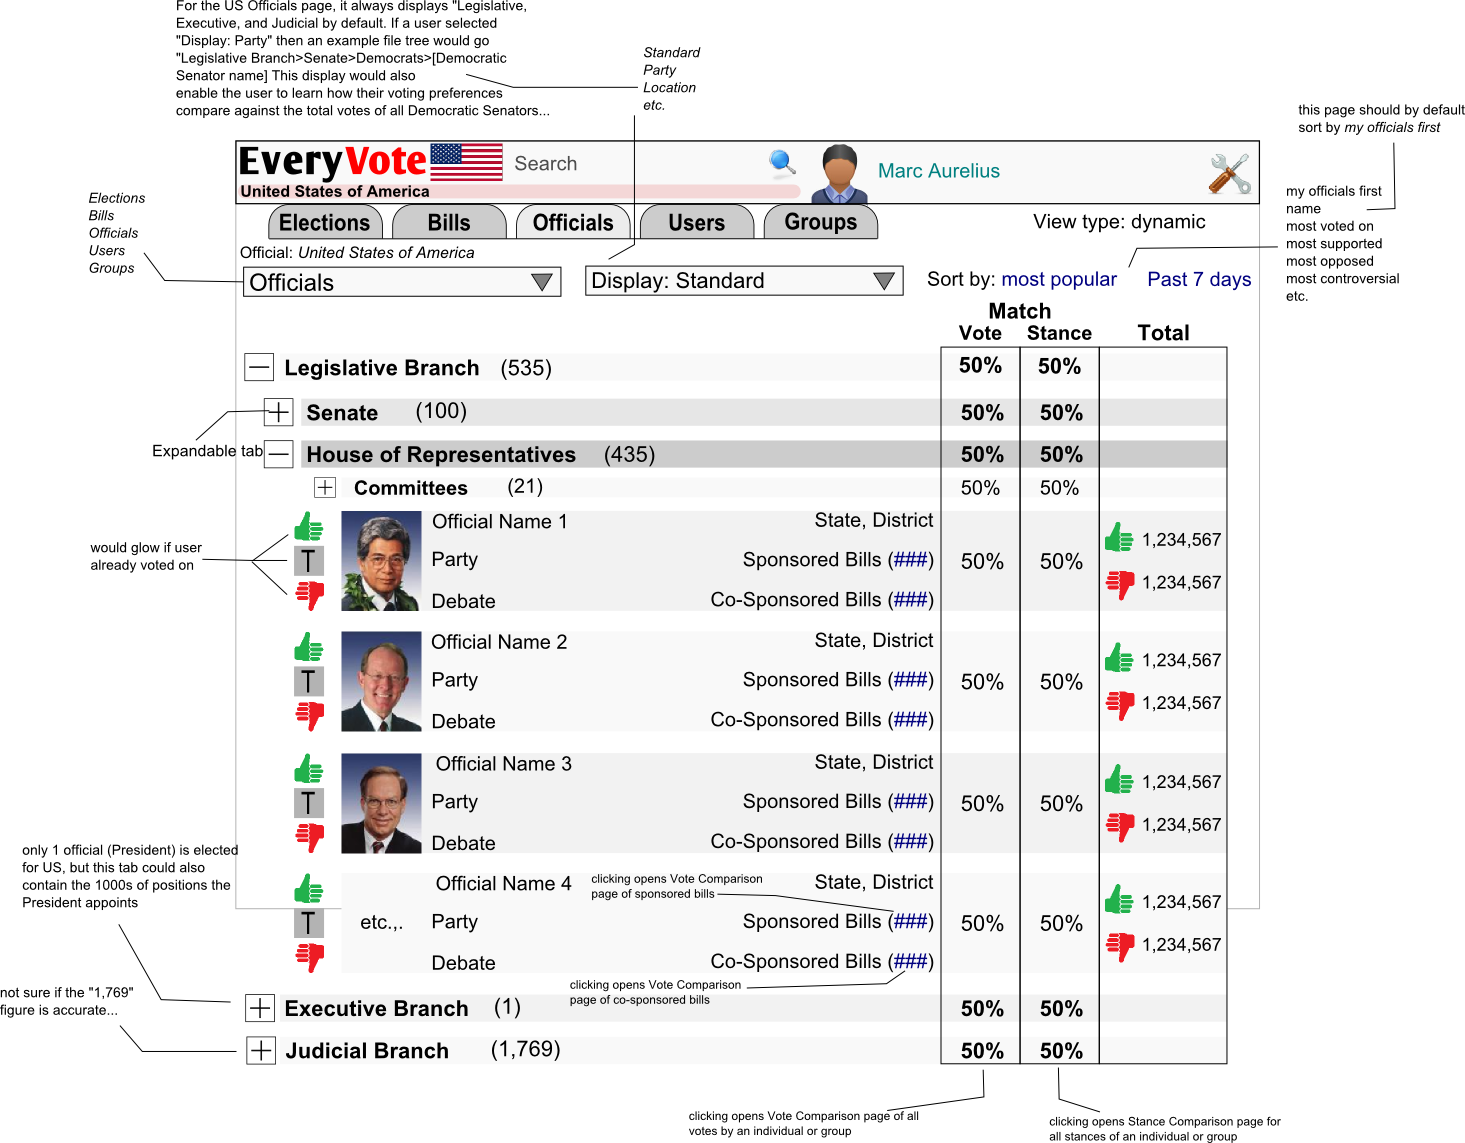 For the US Officials page, it always displays "Legislative,
Executive, and Judicial by default. If a user selected
"Display: Party" then an example file tree would go
"Legislative Branch>Senate>Democrats>[Democratic
Senator name] This display would also
enable the user to learn how their voting preferences
compare against the total votes of all Democratic Senators...
Standard
Party
Location
etc.
this page should by default
sort by my officials first
my officials first
name
most voted on
most supported
most opposed
most controversial
etc.
Elections
Bills
Officials
Users
Groups
EveryVote
Search
Marc Aurelius
United States of America
Elections
Bills
Officials
Users
Groups
View type: dynamic
Official: United States of America
Officials
Display: Standard
Sort by: most popular
Past 7 days
Match
Vote
Stance
Total
Legislative Branch (535)
50%
50%
Expandable tab
Senate (100)
50%
50%
House of Representatives (435)
50%
50%
Committees (21)
50%
50%
would glow if user
already voted on
T
Official Name 1
Party
Debate
State, District
Sponsored Bills (###)
Co-Sponsored Bills (###)
50%
50%
1,234,567
1,234,567
T
Official Name 2
Party
Debate
State, District
Sponsored Bills (###)
Co-Sponsored Bills (###)
50%
50%
1,234,567
1,234,567
T
Official Name 3
Party
Debate
State, District
Sponsored Bills (###)
Co-Sponsored Bills (###)
50%
50%
1,234,567
1,234,567
T
etc.,.
Official Name 4
Party
Debate
clicking opens Vote Comparison
page of sponsored bills
State, District
Sponsored Bills (###)
Co-Sponsored Bills (###)
50%
50%
1,234,567
1,234,567
clicking opens Vote Comparison
page of co-sponsored bills
only 1 official (President) is elected
for US, but this tab could also
contain the 1000s of positions the
President appoints
not sure if the "1,769"
figure is accurate...
Executive Branch (1)
50%
50%
Judicial Branch (1,769)
50%
50%
clicking opens Vote Comparison page of all
votes by an individual or group
clicking opens Stance Comparison page for
all stances of an individual or group